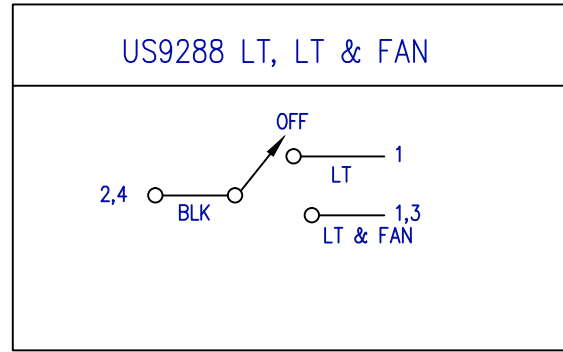 US9288 LT, LT & FAN
OFF
1
LT
2,4
BLK
1,3
LT & FAN